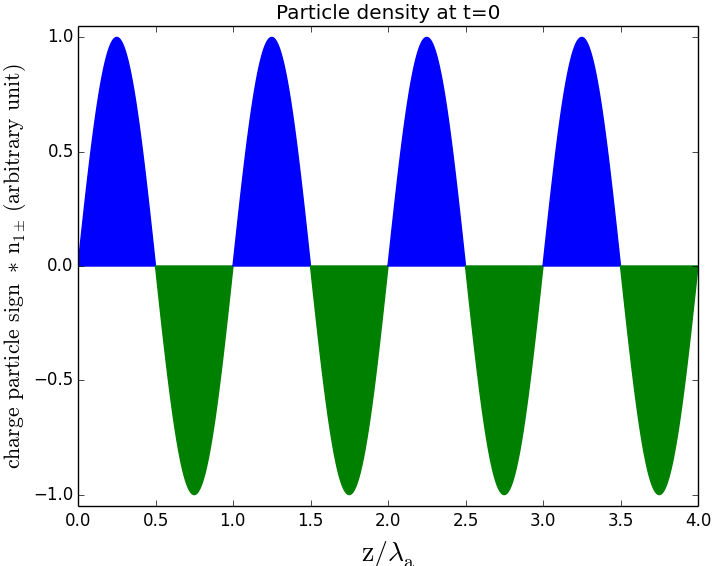 Particle density at t=0
charge particle sign * n1± (arbitrary unit)
1.0
0.5
0.0
−0.5
−1.0
0.0 0.5 1.0 1.5 2.0 2.5 3.0 3.5 4.0
z/λa